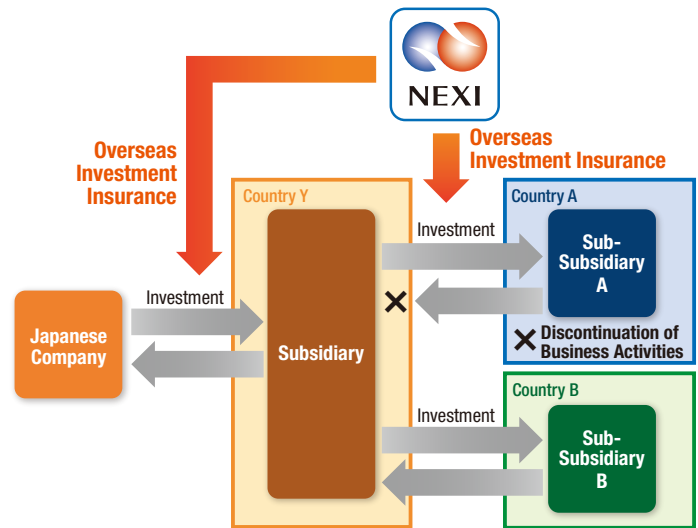 NEXI
Overseas
Investment
Insurance
Overseas
Investment Insurance
Country Y
Country A
Investment
Sub-
Subsidiary
A
Investment
Japanese
Company
Subsidiary
✕
✕ Discontinuation of
Business Activities
Country B
Investment
Sub-
Subsidiary
B